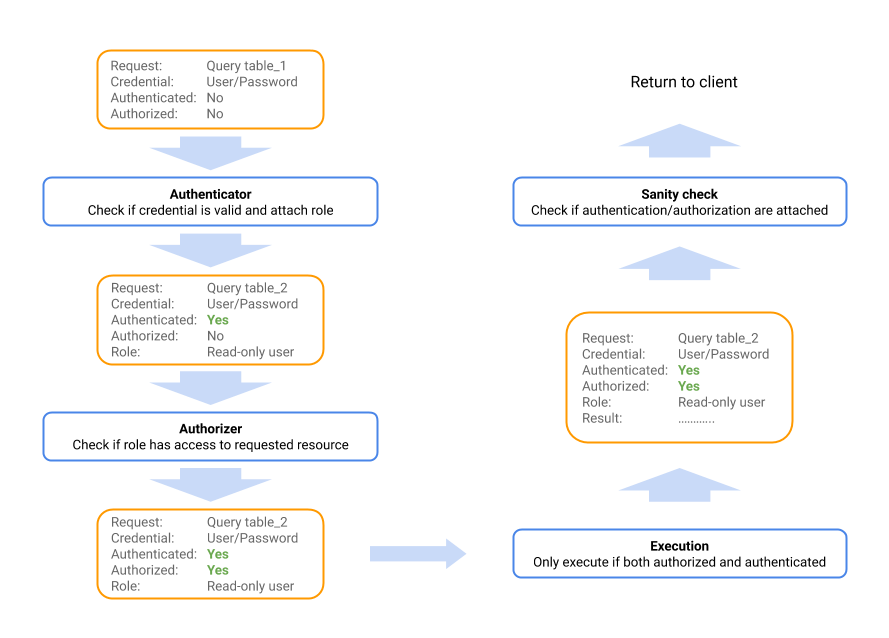 Request: Query table_1
Credential: User/Password
Authenticated: No
Authorized: No
Authenticator
Check if credential is valid and attach role
Request: Query table_2
Credential: User/Password
Authenticated: Yes
Authorized: No
Role: Read-only user
Authorizer
Check if role has access to requested resource
Request: Query table_2
Credential: User/Password
Authenticated: Yes
Authorized: Yes
Role: Read-only user
Execution
Only execute if both authorized and authenticated
Request: Query table_2
Credential: User/Password
Authenticated: Yes
Authorized: Yes
Role: Read-only user
Result: …………
Sanity check
Check if authentication/authorization are attached
Return to client